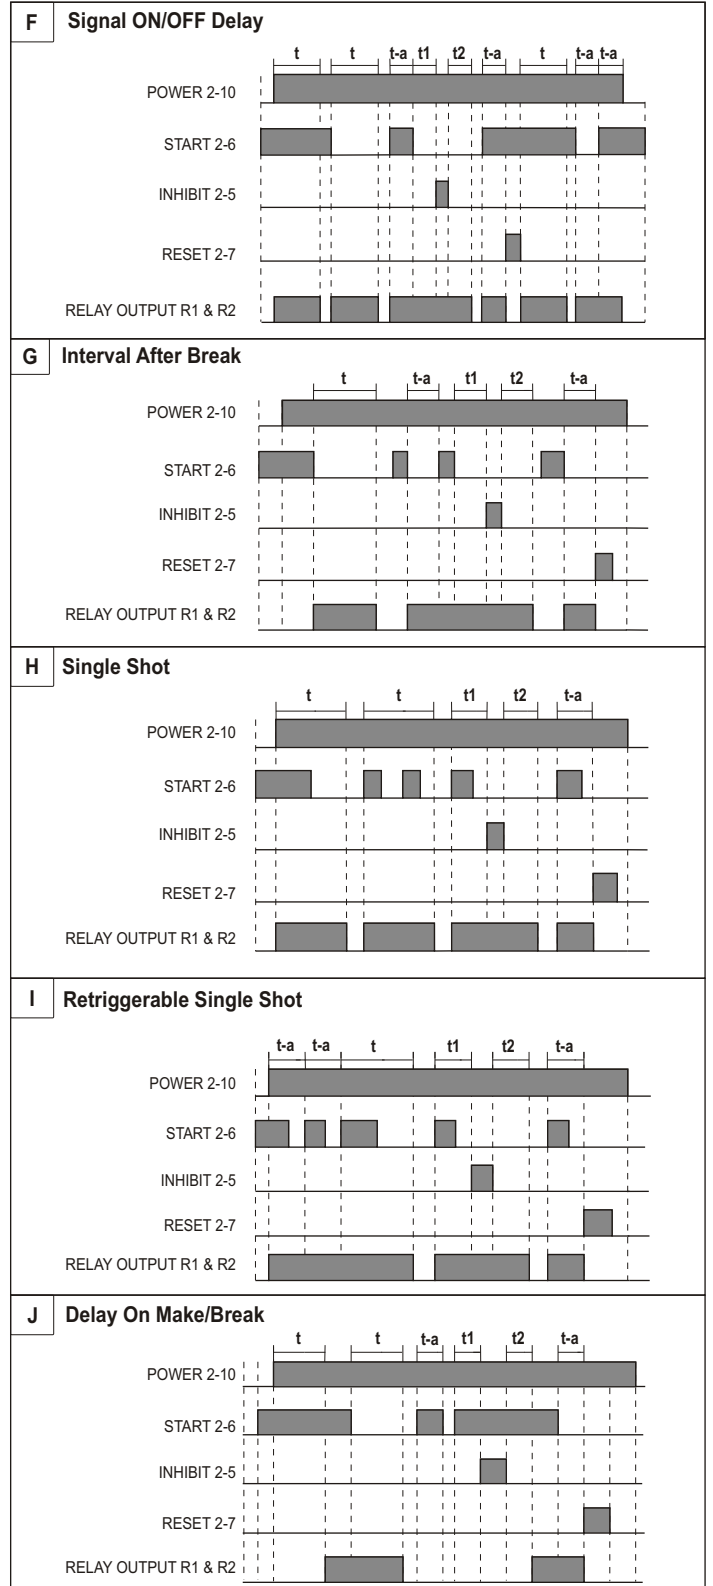 F Signal ON/OFF Delay
t t t-a t1 t2 t-a t t-a t-a
POWER 2-10
START 2-6
INHIBIT 2-5
RESET 2-7
RELAY OUTPUT R1 & R2
G Interval After Break
t t-a t1 t2 t-a
POWER 2-10
START 2-6
INHIBIT 2-5
RESET 2-7
RELAY OUTPUT R1 & R2
H Single Shot
t t t1 t2 t-a
POWER 2-10
START 2-6
INHIBIT 2-5
RESET 2-7
RELAY OUTPUT R1 & R2
I Retriggerable Single Shot
t-a t-a t t1 t2 t-a
POWER 2-10
START 2-6
INHIBIT 2-5
RESET 2-7
RELAY OUTPUT R1 & R2
J Delay On Make/Break
t t t-a t1 t2 t-a
POWER 2-10
START 2-6
INHIBIT 2-5
RESET 2-7
RELAY OUTPUT R1 & R2